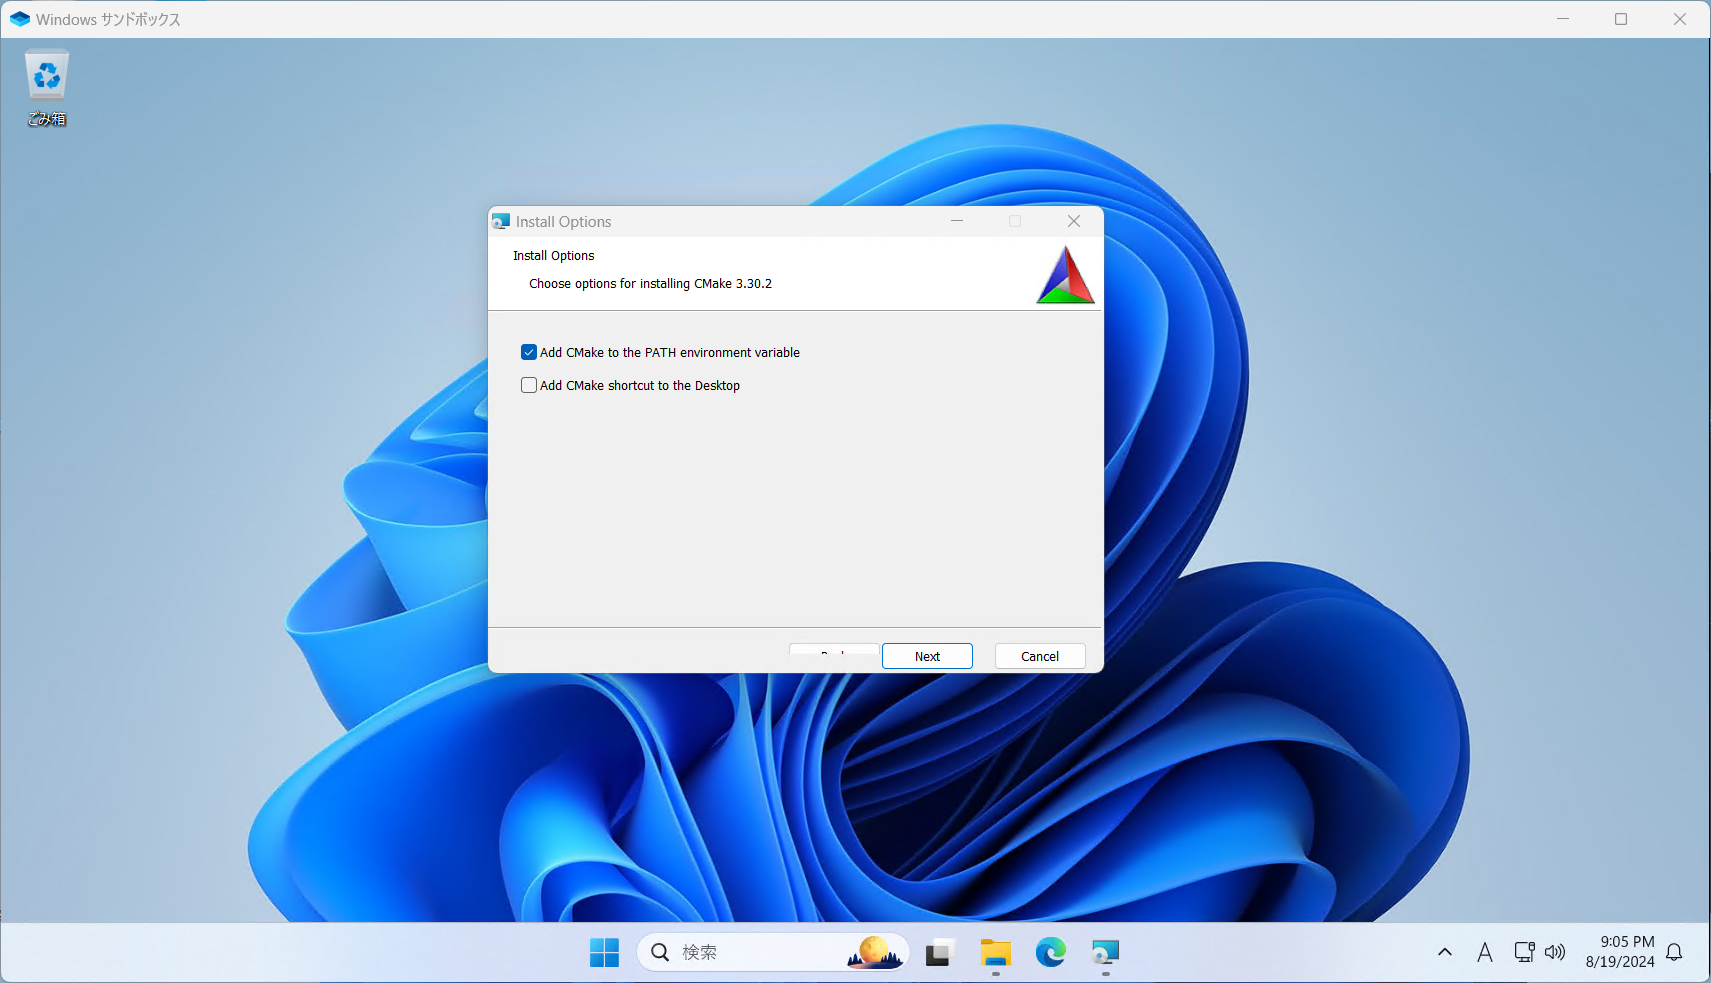 Windows サンドボックス
ごみ箱
Install Options
Install Options
Choose options for installing CMake 3.30.2
Add CMake to the PATH environment variable
Add CMake shortcut to the Desktop
Next
Cancel
検索
A
9:05 PM
8/19/2024